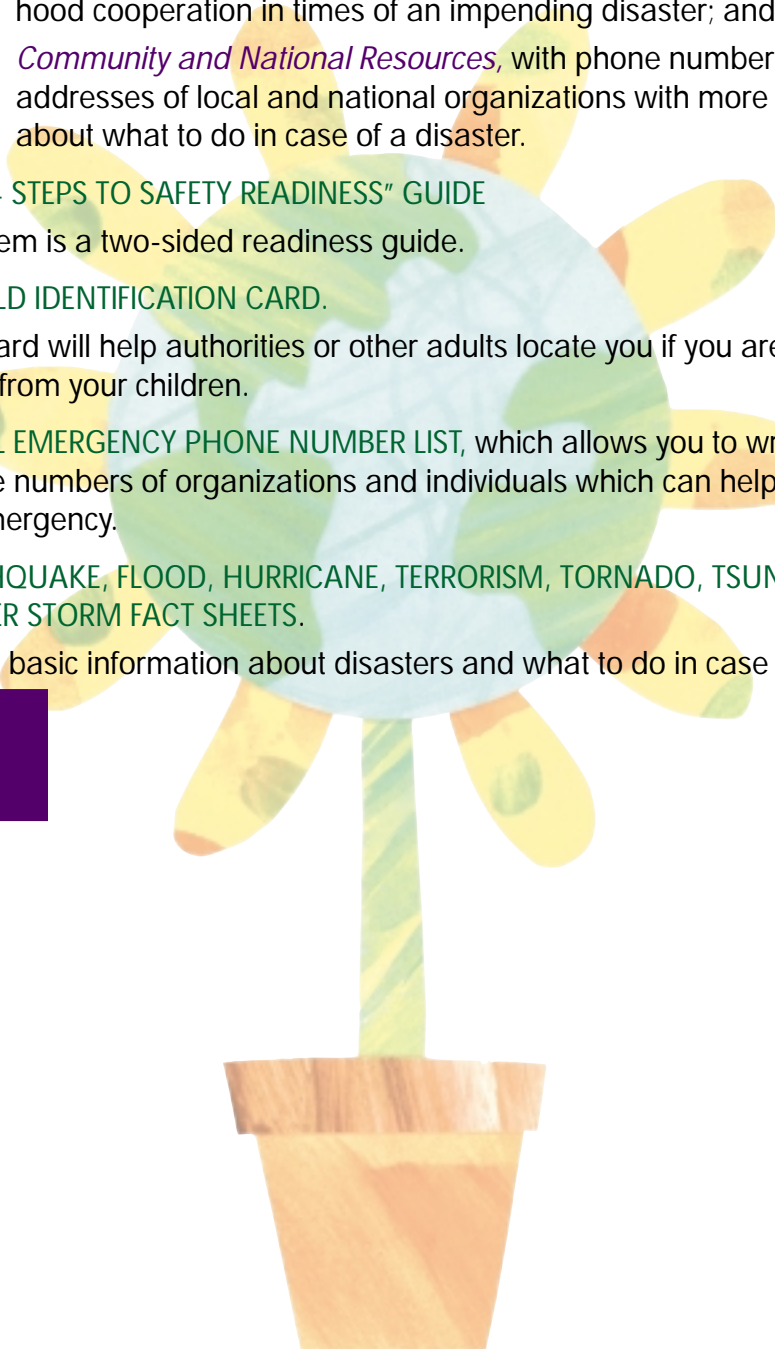 hood cooperation in times of an impending disaster; and
Community and National Resources, with phone number
addresses of local and national organizations with more
about what to do in case of a disaster.
STEPS TO SAFETY READINESS” GUIDE
em is a two-sided readiness guide.
LD IDENTIFICATION CARD.
ard will help authorities or other adults locate you if you are
from your children.
L EMERGENCY PHONE NUMBER LIST, which allows you to wr
e numbers of organizations and individuals which can help
mergency.
HQUAKE, FLOOD, HURRICANE, TERRORISM, TORNADO, TSUN
ER STORM FACT SHEETS.
basic information about disasters and what to do in case